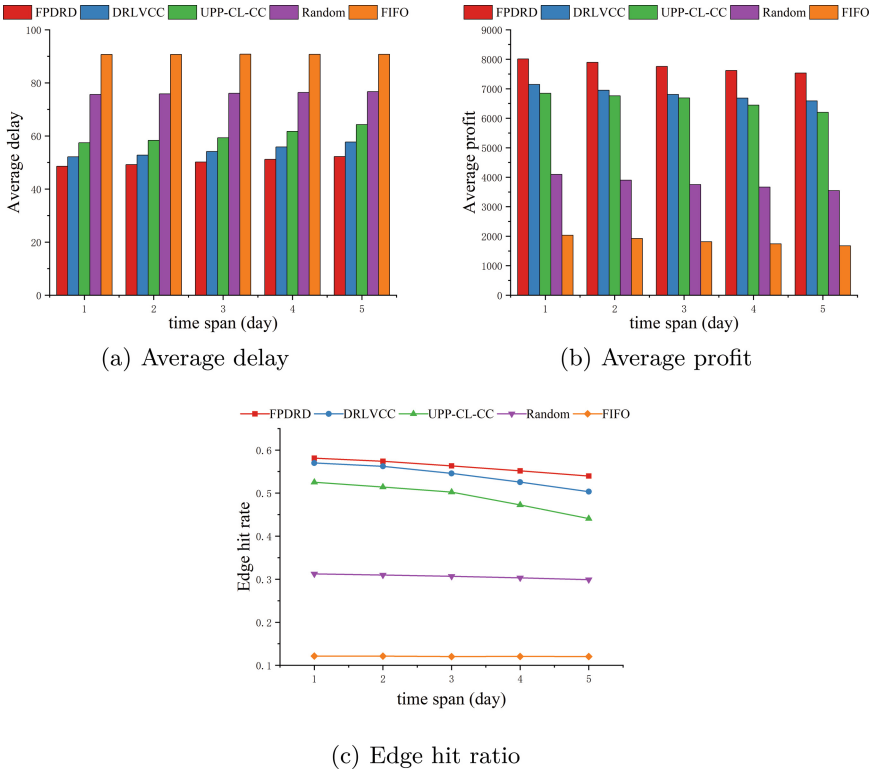 FPDRD DRLVCC UPP-CL-CC Random FIFO
100
80
60
40
20
0
Average delay
1 2 3 4 5
time span (day)
(a) Average delay
FPDRD DRLVCC UPP-CL-CC Random FIFO
9000
8000
7000
6000
5000
4000
3000
2000
1000
0
Average profit
1 2 3 4 5
time span (day)
(b) Average profit
FPDRD DRLVCC UPP-CL-CC Random FIFO
0.6
0.5
0.4
0.3
0.2
0.1
Edge hit rate
1 2 3 4 5
time span (day)
(c) Edge hit ratio